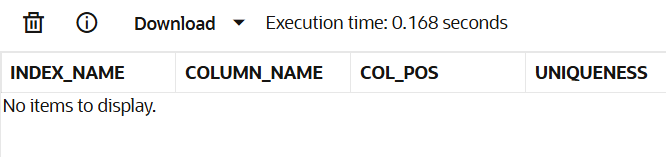 Download Execution time: 0.168 seconds
INDEX_NAME COLUMN_NAME COL_POS UNIQUENESS
No items to display.